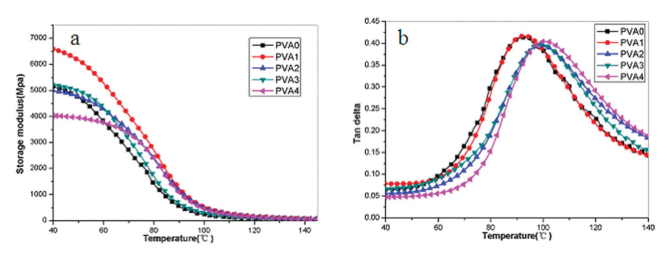 a
Storage modulus(Mpa)
7000
6000
5000
4000
3000
2000
1000
0
40 60 80 100 120 140
Temperature(℃)
PVA0
PVA1
PVA2
PVA3
PVA4
b
Tan delta
0.45
0.40
0.35
0.30
0.25
0.20
0.15
0.10
0.05
0.00
40 60 80 100 120 140
Temperature(℃)
PVA0
PVA1
PVA2
PVA3
PVA4